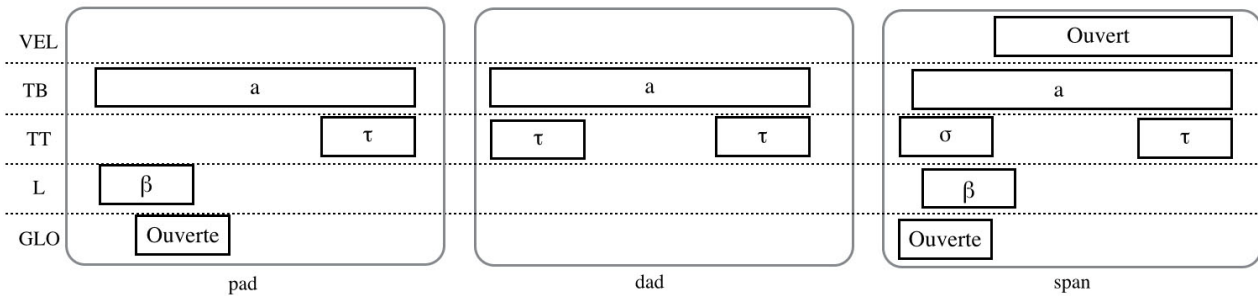 VEL Ouvert
TB a a a
TT τ τ τ σ τ
L β β
GLO Ouverte Ouverte
pad dad span